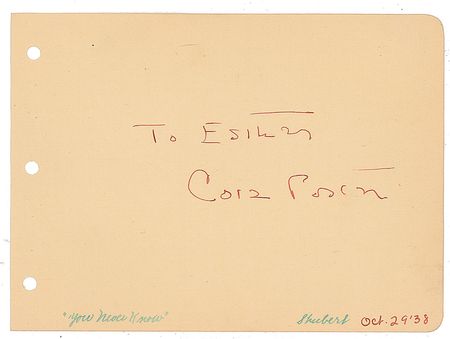 To Esther
Cole Porter
"You Never Know" Shubert Oct. 29 '38